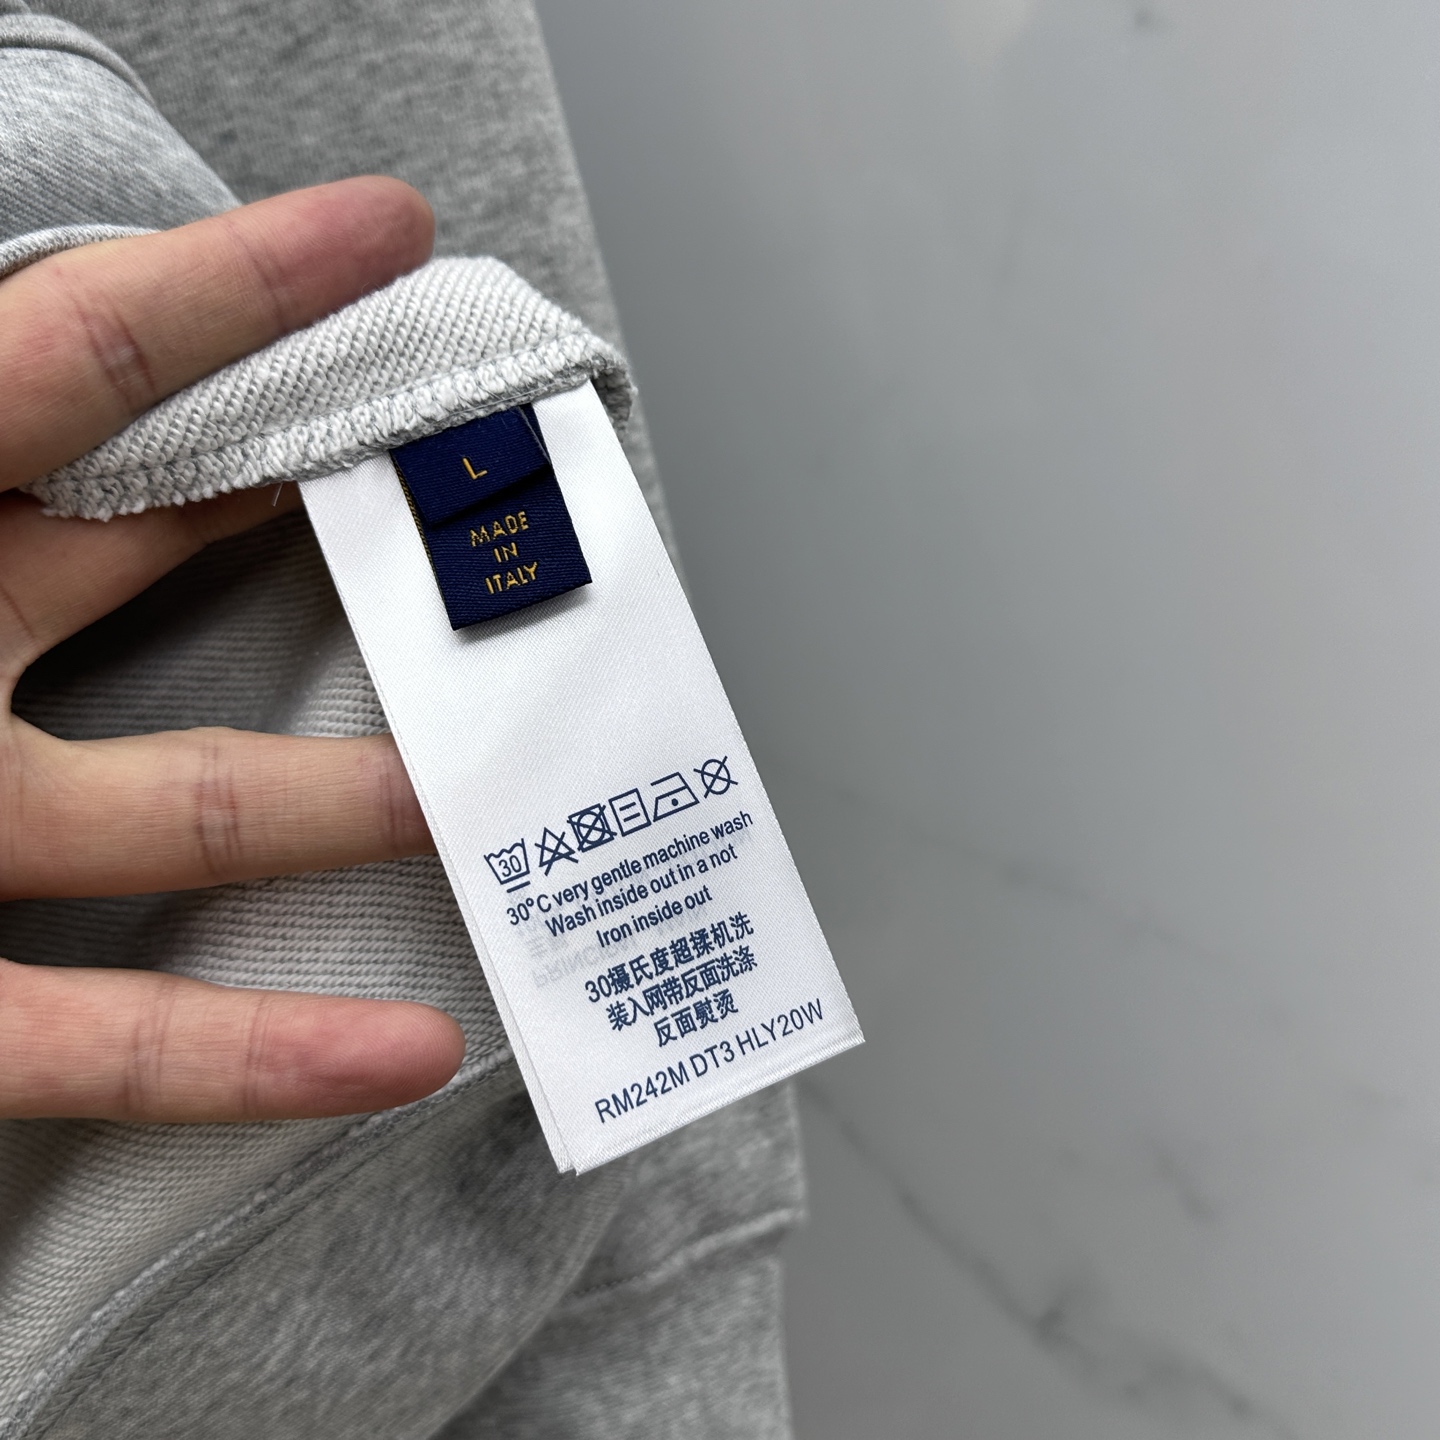 L
MADE
IN
ITALY
30
30°C very gentle machine wash
Wash inside out in a not
Iron inside out
30摄氏度超揉机洗
装入网带反面洗涤
反面熨烫
RM242M DT3 HLY20W